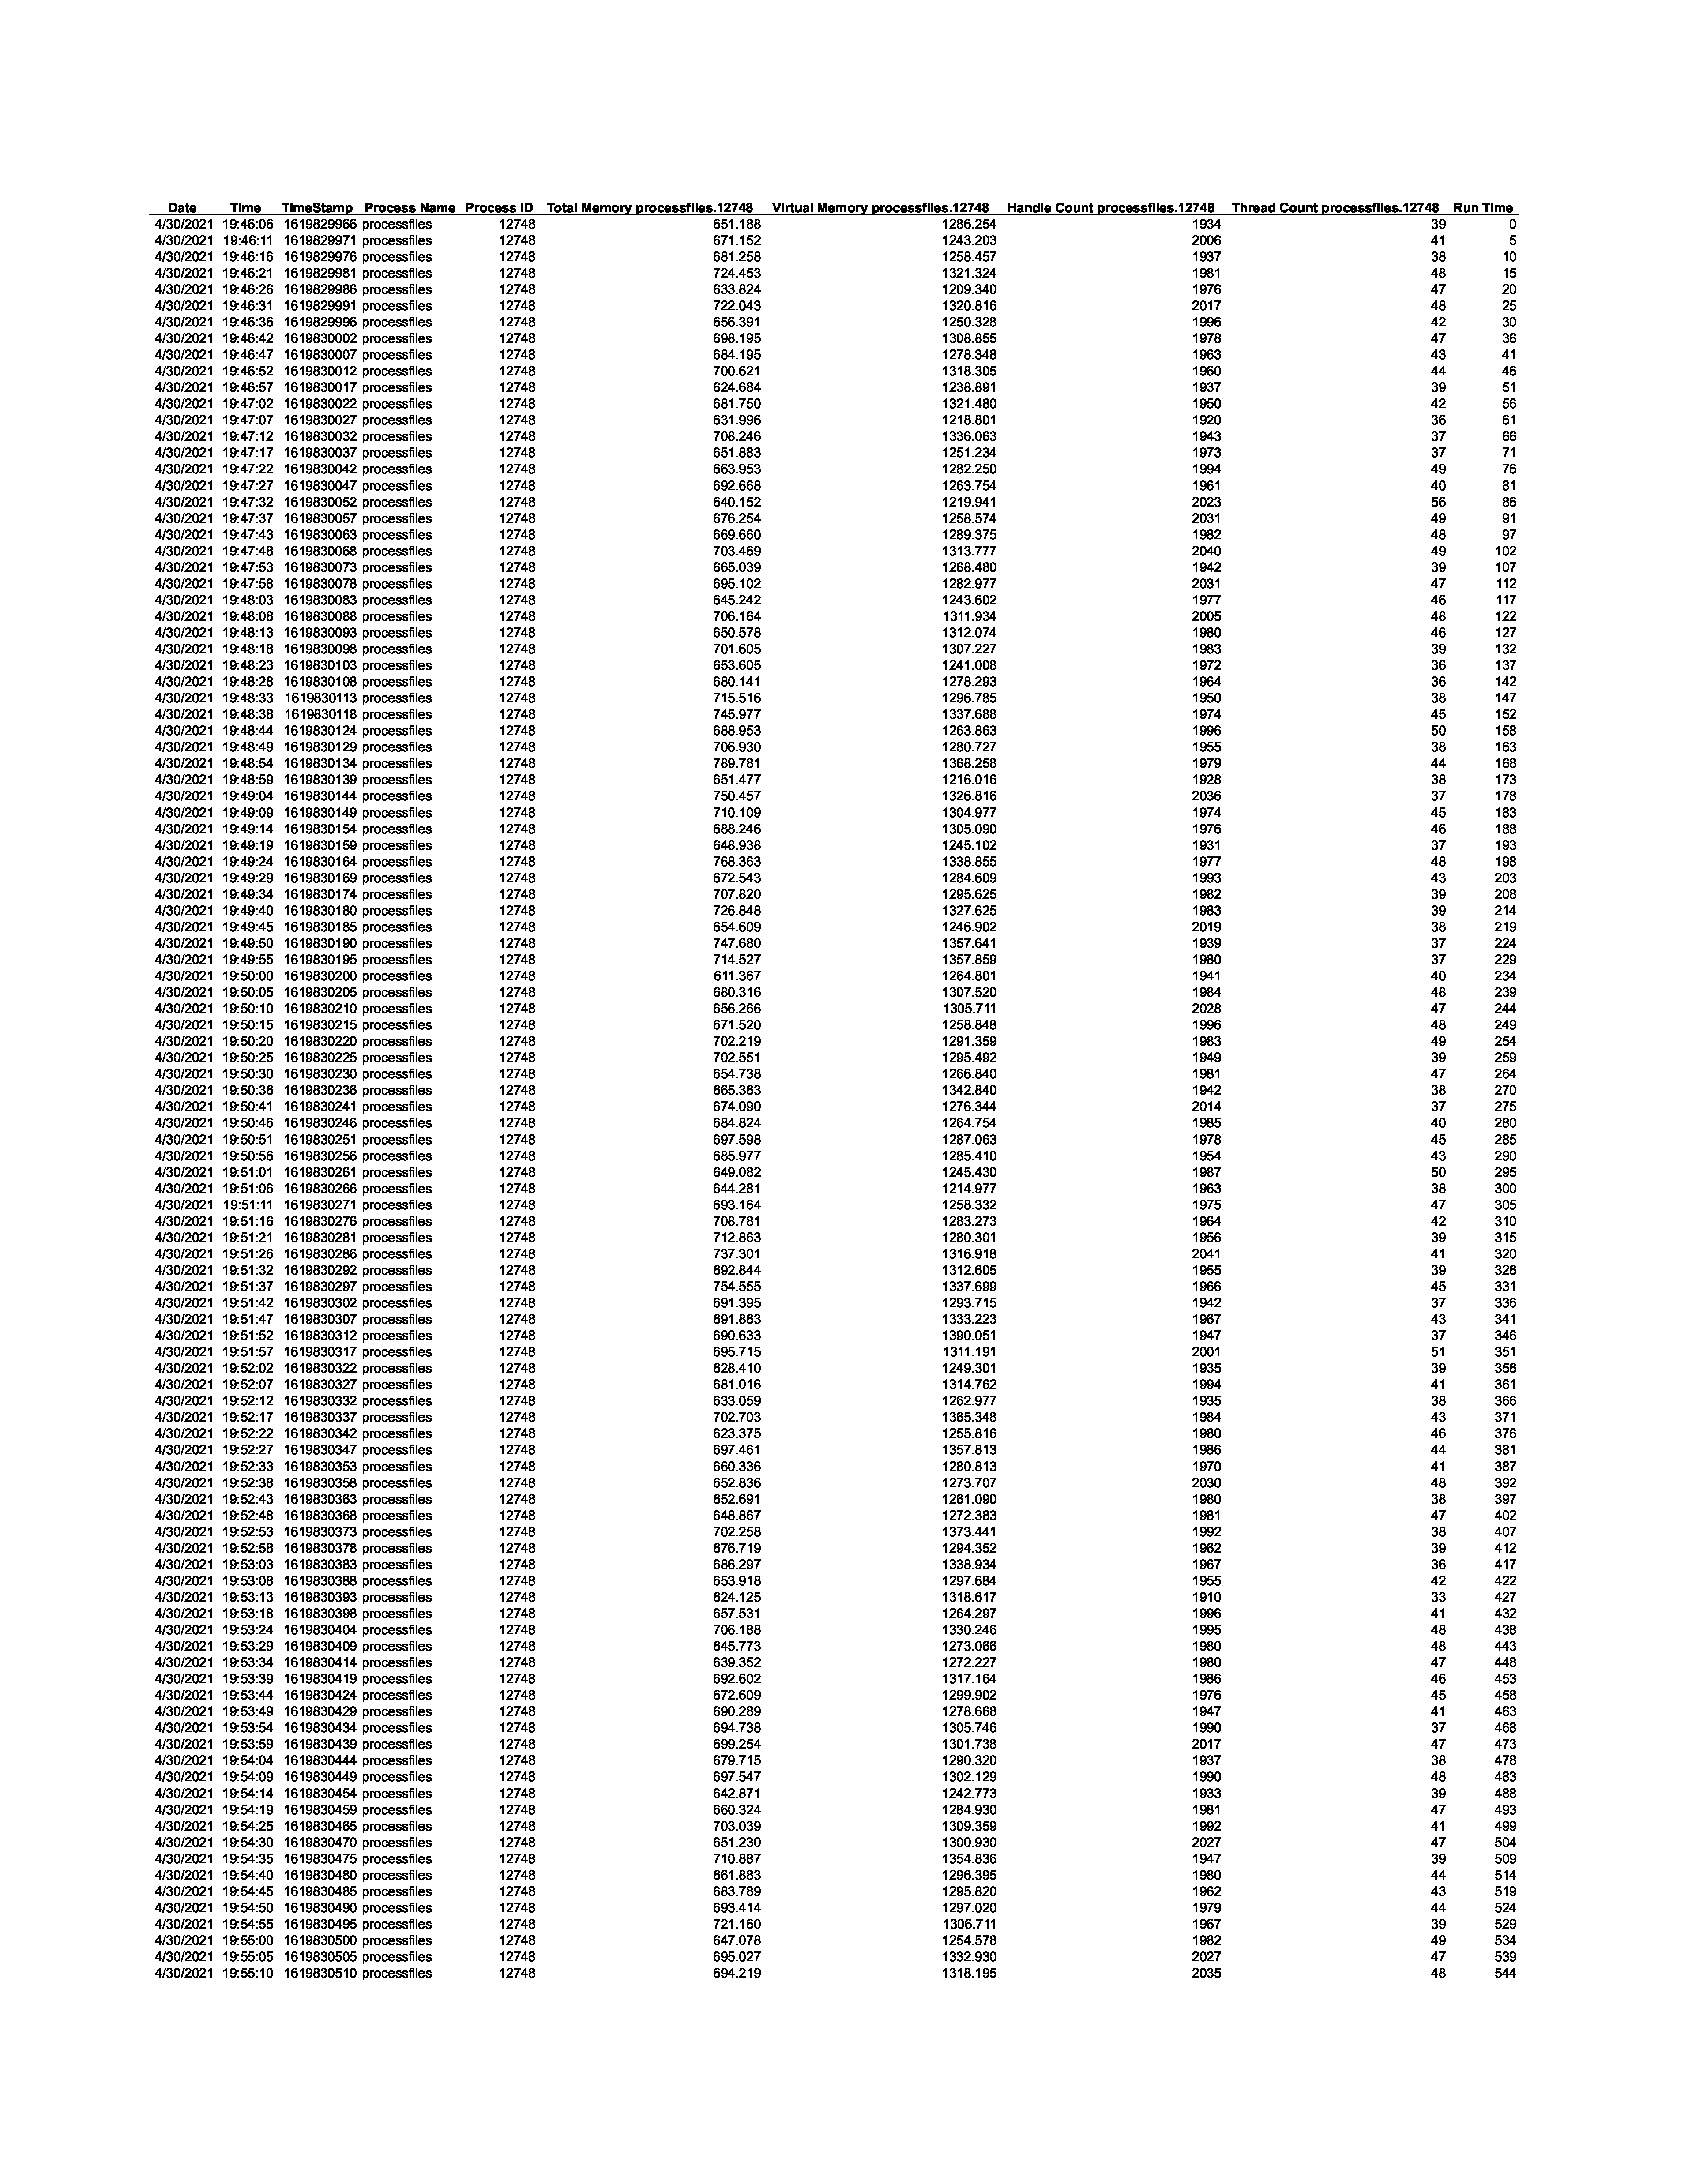 Date Time TimeStamp Process Name Process ID Total Memory processfiles.12748 Virtual Memory processfiles.12748 Handle Count processfiles.12748 Thread Count processfiles.12748 Run Time
4/30/2021 19:46:06 1619829966 processfiles 12748 651.188 1286.254 1934 39 0
4/30/2021 19:46:11 1619829971 processfiles 12748 671.152 1243.203 2006 41 5
4/30/2021 19:46:16 1619829976 processfiles 12748 681.258 1258.457 1937 38 10
4/30/2021 19:46:21 1619829981 processfiles 12748 724.453 1321.324 1981 48 15
4/30/2021 19:46:26 1619829986 processfiles 12748 633.824 1209.340 1976 47 20
4/30/2021 19:46:31 1619829991 processfiles 12748 722.043 1320.816 2017 48 25
4/30/2021 19:46:36 1619829996 processfiles 12748 656.391 1250.328 1996 42 30
4/30/2021 19:46:42 1619830002 processfiles 12748 698.195 1308.855 1978 47 36
4/30/2021 19:46:47 1619830007 processfiles 12748 684.195 1278.348 1963 43 41
4/30/2021 19:46:52 1619830012 processfiles 12748 700.621 1318.305 1960 44 46
4/30/2021 19:46:57 1619830017 processfiles 12748 624.684 1238.891 1937 39 51
4/30/2021 19:47:02 1619830022 processfiles 12748 681.750 1321.480 1950 42 56
4/30/2021 19:47:07 1619830027 processfiles 12748 631.996 1218.801 1920 36 61
4/30/2021 19:47:12 1619830032 processfiles 12748 708.246 1336.063 1943 37 66
4/30/2021 19:47:17 1619830037 processfiles 12748 651.883 1251.234 1973 37 71
4/30/2021 19:47:22 1619830042 processfiles 12748 663.953 1282.250 1994 49 76
4/30/2021 19:47:27 1619830047 processfiles 12748 692.668 1263.754 1961 40 81
4/30/2021 19:47:32 1619830052 processfiles 12748 640.152 1219.941 2023 56 86
4/30/2021 19:47:37 1619830057 processfiles 12748 676.254 1258.574 2031 49 91
4/30/2021 19:47:43 1619830063 processfiles 12748 669.660 1289.375 1982 48 97
4/30/2021 19:47:48 1619830068 processfiles 12748 703.469 1313.777 2040 49 102
4/30/2021 19:47:53 1619830073 processfiles 12748 665.039 1268.480 1942 39 107
4/30/2021 19:47:58 1619830078 processfiles 12748 695.102 1282.977 2031 47 112
4/30/2021 19:48:03 1619830083 processfiles 12748 645.242 1243.602 1977 46 117
4/30/2021 19:48:08 1619830088 processfiles 12748 706.164 1311.934 2005 48 122
4/30/2021 19:48:13 1619830093 processfiles 12748 650.578 1312.074 1980 46 127
4/30/2021 19:48:18 1619830098 processfiles 12748 701.605 1307.227 1983 39 132
4/30/2021 19:48:23 1619830103 processfiles 12748 653.605 1241.008 1972 36 137
4/30/2021 19:48:28 1619830108 processfiles 12748 680.141 1278.293 1964 36 142
4/30/2021 19:48:33 1619830113 processfiles 12748 715.516 1296.785 1950 38 147
4/30/2021 19:48:38 1619830118 processfiles 12748 745.977 1337.688 1974 45 152
4/30/2021 19:48:44 1619830124 processfiles 12748 688.953 1263.863 1996 50 158
4/30/2021 19:48:49 1619830129 processfiles 12748 706.930 1280.727 1955 38 163
4/30/2021 19:48:54 1619830134 processfiles 12748 789.781 1368.258 1979 44 168
4/30/2021 19:48:59 1619830139 processfiles 12748 651.477 1216.016 1928 38 173
4/30/2021 19:49:04 1619830144 processfiles 12748 750.457 1326.816 2036 37 178
4/30/2021 19:49:09 1619830149 processfiles 12748 710.109 1304.977 1974 45 183
4/30/2021 19:49:14 1619830154 processfiles 12748 688.246 1305.090 1976 46 188
4/30/2021 19:49:19 1619830159 processfiles 12748 648.938 1245.102 1931 37 193
4/30/2021 19:49:24 1619830164 processfiles 12748 768.363 1338.855 1977 48 198
4/30/2021 19:49:29 1619830169 processfiles 12748 672.543 1284.609 1993 43 203
4/30/2021 19:49:34 1619830174 processfiles 12748 707.820 1295.625 1982 39 208
4/30/2021 19:49:40 1619830180 processfiles 12748 726.848 1327.625 1983 39 214
4/30/2021 19:49:45 1619830185 processfiles 12748 654.609 1246.902 2019 38 219
4/30/2021 19:49:50 1619830190 processfiles 12748 747.680 1357.641 1939 37 224
4/30/2021 19:49:55 1619830195 processfiles 12748 714.527 1357.859 1980 37 229
4/30/2021 19:50:00 1619830200 processfiles 12748 611.367 1264.801 1941 40 234
4/30/2021 19:50:05 1619830205 processfiles 12748 680.316 1307.520 1984 48 239
4/30/2021 19:50:10 1619830210 processfiles 12748 656.266 1305.711 2028 47 244
4/30/2021 19:50:15 1619830215 processfiles 12748 671.520 1258.848 1996 48 249
4/30/2021 19:50:20 1619830220 processfiles 12748 702.219 1291.359 1983 49 254
4/30/2021 19:50:25 1619830225 processfiles 12748 702.551 1295.492 1949 39 259
4/30/2021 19:50:30 1619830230 processfiles 12748 654.738 1266.840 1981 47 264
4/30/2021 19:50:36 1619830236 processfiles 12748 665.363 1342.840 1942 38 270
4/30/2021 19:50:41 1619830241 processfiles 12748 674.090 1276.344 2014 37 275
4/30/2021 19:50:46 1619830246 processfiles 12748 684.824 1264.754 1985 40 280
4/30/2021 19:50:51 1619830251 processfiles 12748 697.598 1287.063 1978 45 285
4/30/2021 19:50:56 1619830256 processfiles 12748 685.977 1285.410 1954 43 290
4/30/2021 19:51:01 1619830261 processfiles 12748 649.082 1245.430 1987 50 295
4/30/2021 19:51:06 1619830266 processfiles 12748 644.281 1214.977 1963 38 300
4/30/2021 19:51:11 1619830271 processfiles 12748 693.164 1258.332 1975 47 305
4/30/2021 19:51:16 1619830276 processfiles 12748 708.781 1283.273 1964 42 310
4/30/2021 19:51:21 1619830281 processfiles 12748 712.863 1280.301 1956 39 315
4/30/2021 19:51:26 1619830286 processfiles 12748 737.301 1316.918 2041 41 320
4/30/2021 19:51:32 1619830292 processfiles 12748 692.844 1312.605 1955 39 326
4/30/2021 19:51:37 1619830297 processfiles 12748 754.555 1337.699 1966 45 331
4/30/2021 19:51:42 1619830302 processfiles 12748 691.395 1293.715 1942 37 336
4/30/2021 19:51:47 1619830307 processfiles 12748 691.863 1333.223 1967 43 341
4/30/2021 19:51:52 1619830312 processfiles 12748 690.633 1390.051 1947 37 346
4/30/2021 19:51:57 1619830317 processfiles 12748 695.715 1311.191 2001 51 351
4/30/2021 19:52:02 1619830322 processfiles 12748 628.410 1249.301 1935 39 356
4/30/2021 19:52:07 1619830327 processfiles 12748 681.016 1314.762 1994 41 361
4/30/2021 19:52:12 1619830332 processfiles 12748 633.059 1262.977 1935 38 366
4/30/2021 19:52:17 1619830337 processfiles 12748 702.703 1365.348 1984 43 371
4/30/2021 19:52:22 1619830342 processfiles 12748 623.375 1255.816 1980 46 376
4/30/2021 19:52:27 1619830347 processfiles 12748 697.461 1357.813 1986 44 381
4/30/2021 19:52:33 1619830353 processfiles 12748 660.336 1280.813 1970 41 387
4/30/2021 19:52:38 1619830358 processfiles 12748 652.836 1273.707 2030 48 392
4/30/2021 19:52:43 1619830363 processfiles 12748 652.691 1261.090 1980 38 397
4/30/2021 19:52:48 1619830368 processfiles 12748 648.867 1272.383 1981 47 402
4/30/2021 19:52:53 1619830373 processfiles 12748 702.258 1373.441 1992 38 407
4/30/2021 19:52:58 1619830378 processfiles 12748 676.719 1294.352 1962 39 412
4/30/2021 19:53:03 1619830383 processfiles 12748 686.297 1338.934 1967 36 417
4/30/2021 19:53:08 1619830388 processfiles 12748 653.918 1297.684 1955 42 422
4/30/2021 19:53:13 1619830393 processfiles 12748 624.125 1318.617 1910 33 427
4/30/2021 19:53:18 1619830398 processfiles 12748 657.531 1264.297 1996 41 432
4/30/2021 19:53:24 1619830404 processfiles 12748 706.188 1330.246 1995 48 438
4/30/2021 19:53:29 1619830409 processfiles 12748 645.773 1273.066 1980 48 443
4/30/2021 19:53:34 1619830414 processfiles 12748 639.352 1272.227 1980 47 448
4/30/2021 19:53:39 1619830419 processfiles 12748 692.602 1317.164 1986 46 453
4/30/2021 19:53:44 1619830424 processfiles 12748 672.609 1299.902 1976 45 458
4/30/2021 19:53:49 1619830429 processfiles 12748 690.289 1278.668 1947 41 463
4/30/2021 19:53:54 1619830434 processfiles 12748 694.738 1305.746 1990 37 468
4/30/2021 19:53:59 1619830439 processfiles 12748 699.254 1301.738 2017 47 473
4/30/2021 19:54:04 1619830444 processfiles 12748 679.715 1290.320 1937 38 478
4/30/2021 19:54:09 1619830449 processfiles 12748 697.547 1302.129 1990 48 483
4/30/2021 19:54:14 1619830454 processfiles 12748 642.871 1242.773 1933 39 488
4/30/2021 19:54:19 1619830459 processfiles 12748 660.324 1284.930 1981 47 493
4/30/2021 19:54:25 1619830465 processfiles 12748 703.039 1309.359 1992 41 499
4/30/2021 19:54:30 1619830470 processfiles 12748 651.230 1300.930 2027 47 504
4/30/2021 19:54:35 1619830475 processfiles 12748 710.887 1354.836 1947 39 509
4/30/2021 19:54:40 1619830480 processfiles 12748 661.883 1296.395 1980 44 514
4/30/2021 19:54:45 1619830485 processfiles 12748 683.789 1295.820 1962 43 519
4/30/2021 19:54:50 1619830490 processfiles 12748 693.414 1297.020 1979 44 524
4/30/2021 19:54:55 1619830495 processfiles 12748 721.160 1306.711 1967 39 529
4/30/2021 19:55:00 1619830500 processfiles 12748 647.078 1254.578 1982 49 534
4/30/2021 19:55:05 1619830505 processfiles 12748 695.027 1332.930 2027 47 539
4/30/2021 19:55:10 1619830510 processfiles 12748 694.219 1318.195 2035 48 544